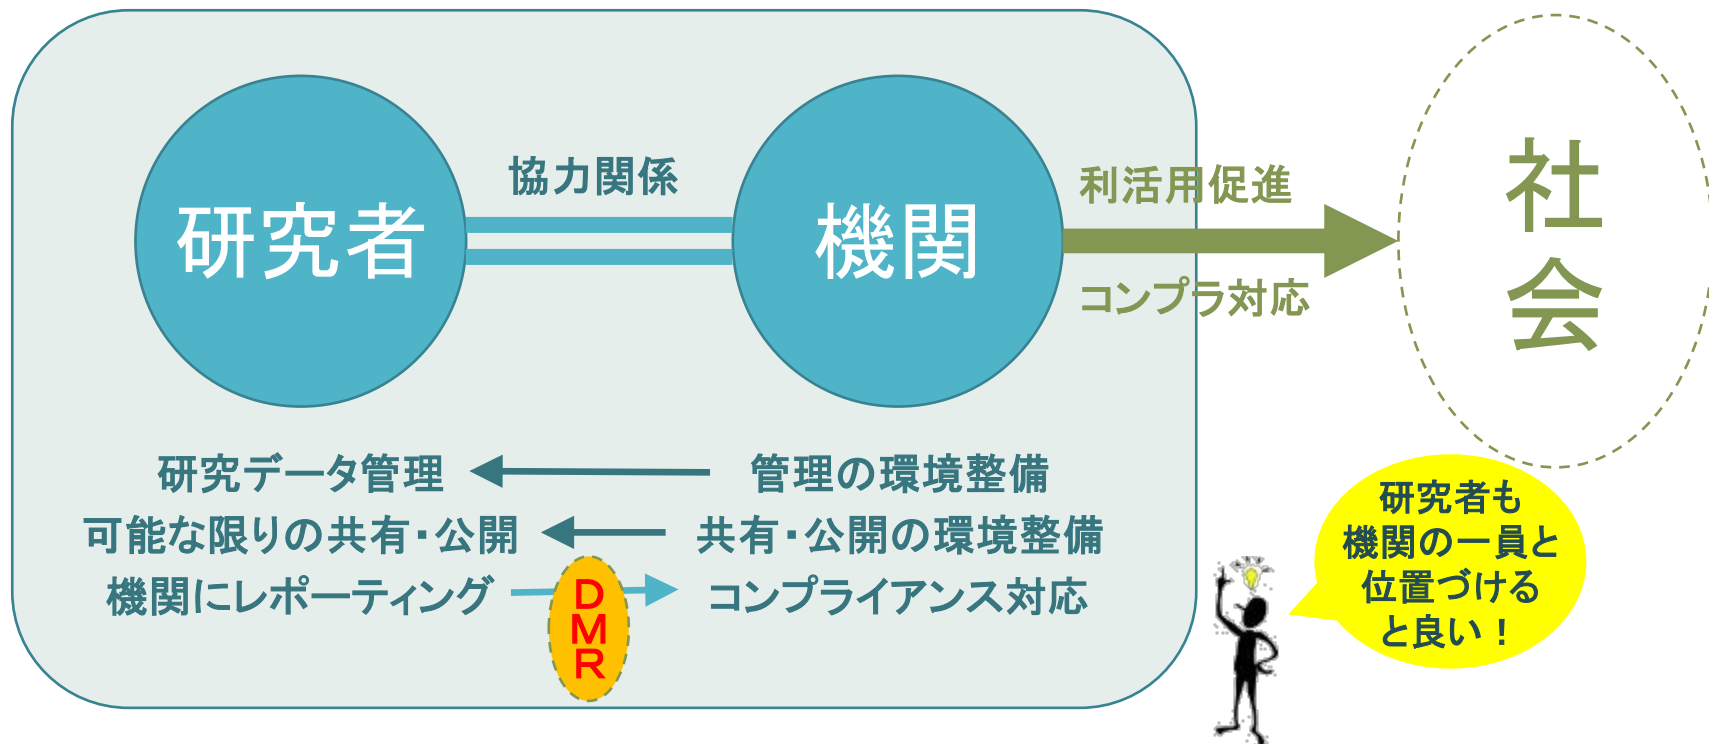 研究者
協力関係
機関
利活用促進
コンプラ対応
社会
研究データ管理
管理の環境整備
可能な限りの共有・公開
共有・公開の環境整備
機関にレポーティング
DMR
コンプライアンス対応
研究者も
機関の一員と
位置づける
と良い！